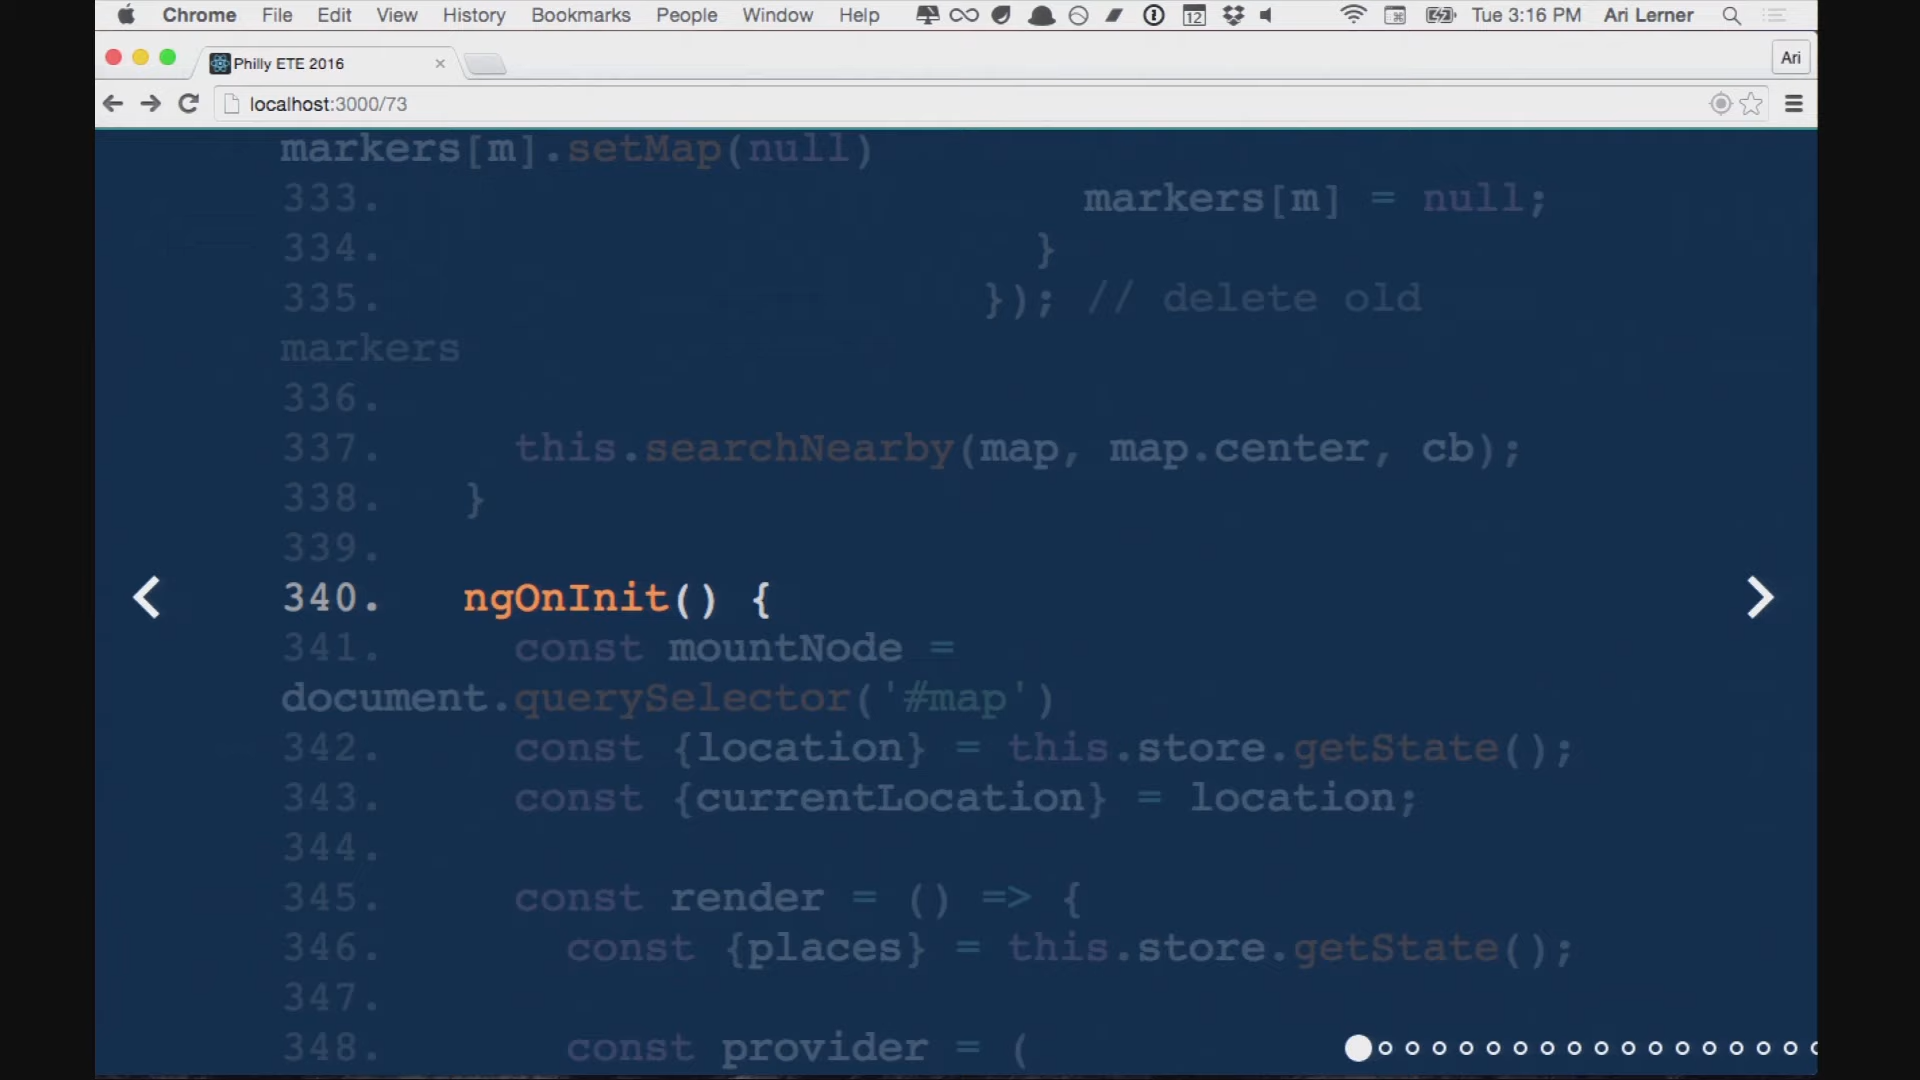 Chrome File Edit View History Bookmarks People Window Help 12 Tue 3:16 PM Ari Lerner
Philly ETE 2016
Ari
localhost:3000/73
markers[m].setMap(null)
333. markers[m] = null;
334. }
335. }); // delete old
markers
336.
337. this.searchNearby(map, map.center, cb);
338. }
339.
340. ngOnInit() {
341. const mountNode =
document.querySelector('#map')
342. const {location} = this.store.getState();
343. const {currentLocation} = location;
344.
345. const render = () => {
346. const {places} = this.store.getState();
347.
348. const provider = (